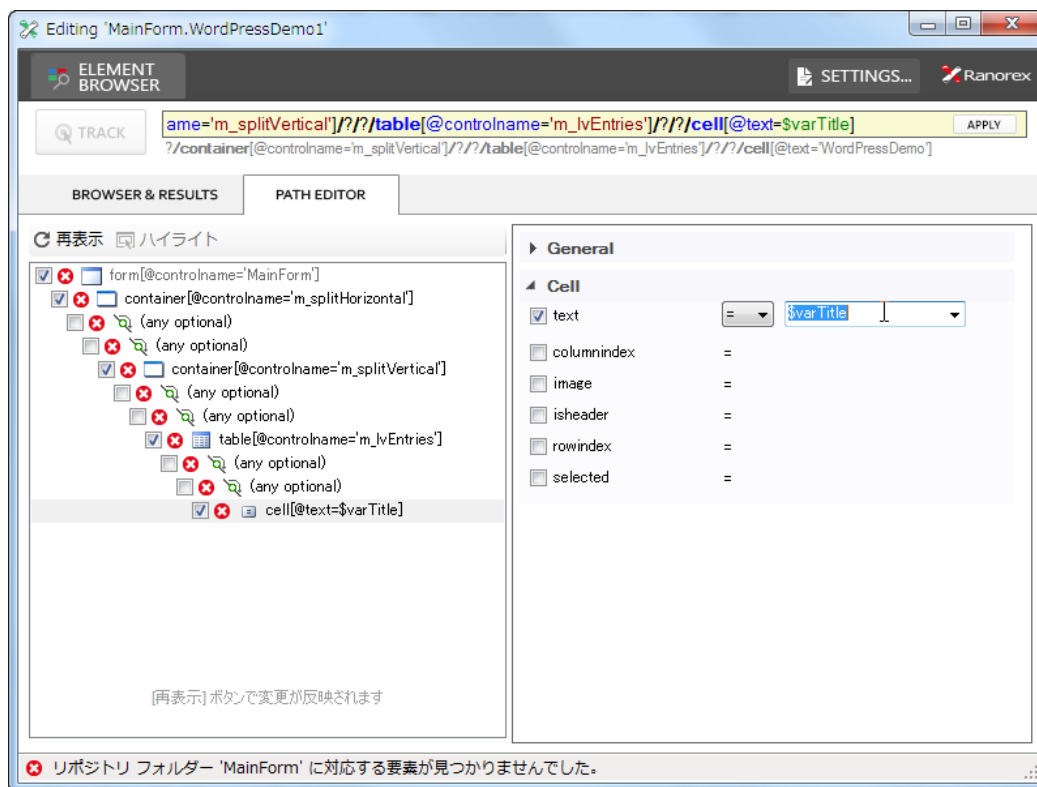 Editing 'MainForm.WordPressDemo1'
ELEMENT BROWSER
SETTINGS...
Ranorex
TRACK
ame='m_splitVertical']/?/?/table[@controlname='m_lvEntries']/?/?/cell[@text=$varTitle]
APPLY
?/container[@controlname='m_splitVertical']/?/?/table[@controlname='m_lvEntries']/?/?/cell[@text='WordPressDemo']
BROWSER & RESULTS
PATH EDITOR
再表示 ハイライト
form[@controlname='MainForm']
container[@controlname='m_splitHorizontal']
(any optional)
(any optional)
container[@controlname='m_splitVertical']
(any optional)
(any optional)
table[@controlname='m_lvEntries']
(any optional)
(any optional)
cell[@text=$varTitle]
[再表示] ボタンで変更が反映されます
General
Cell
text = $varTitle
columnindex =
image =
isheader =
rowindex =
selected =
リポジトリ フォルダー 'MainForm' に対応する要素が見つかりませんでした。